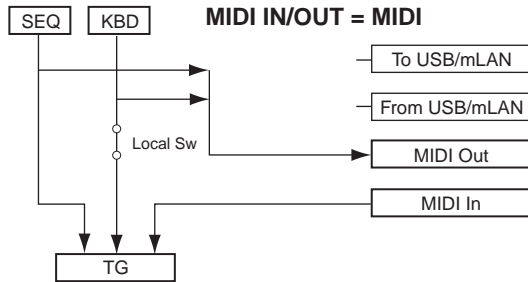 SEQ KBD MIDI IN/OUT = MIDI
To USB/mLAN
From USB/mLAN
Local Sw
MIDI Out
MIDI In
TG